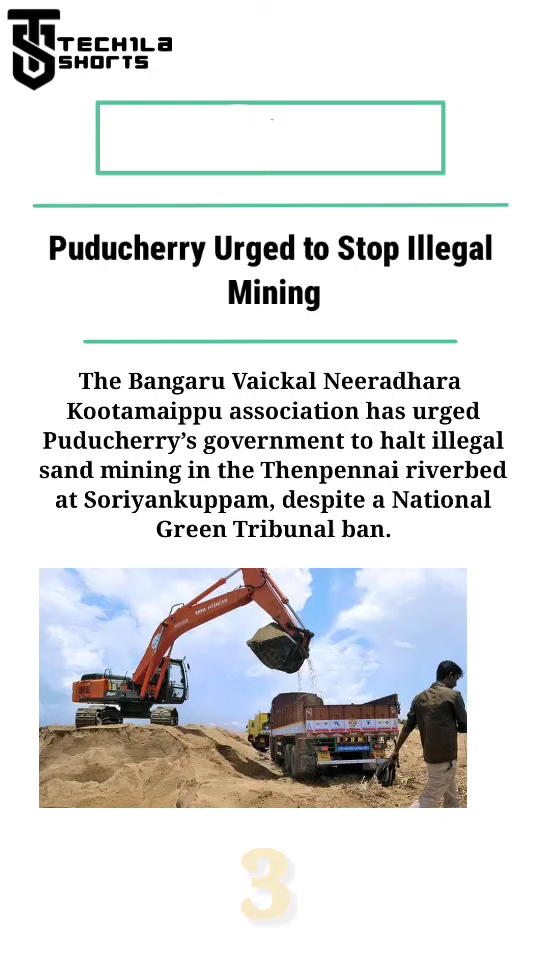 TECH1LA
SHORTS
Puducherry Urged to Stop Illegal
Mining
The Bangaru Vaickal Neeradhara
Kootamaippu association has urged
Puducherry’s government to halt illegal
sand mining in the Thenpennai riverbed
at Soriyankuppam, despite a National
Green Tribunal ban.
TATA HITACHI
3